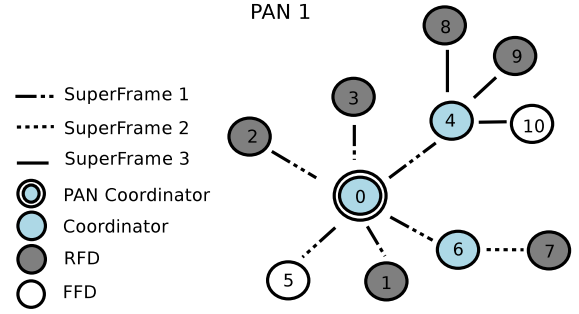 PAN 1
SuperFrame 1
SuperFrame 2
SuperFrame 3
PAN Coordinator
Coordinator
RFD
FFD
8
9
3
4
10
2
0
6
7
5
1